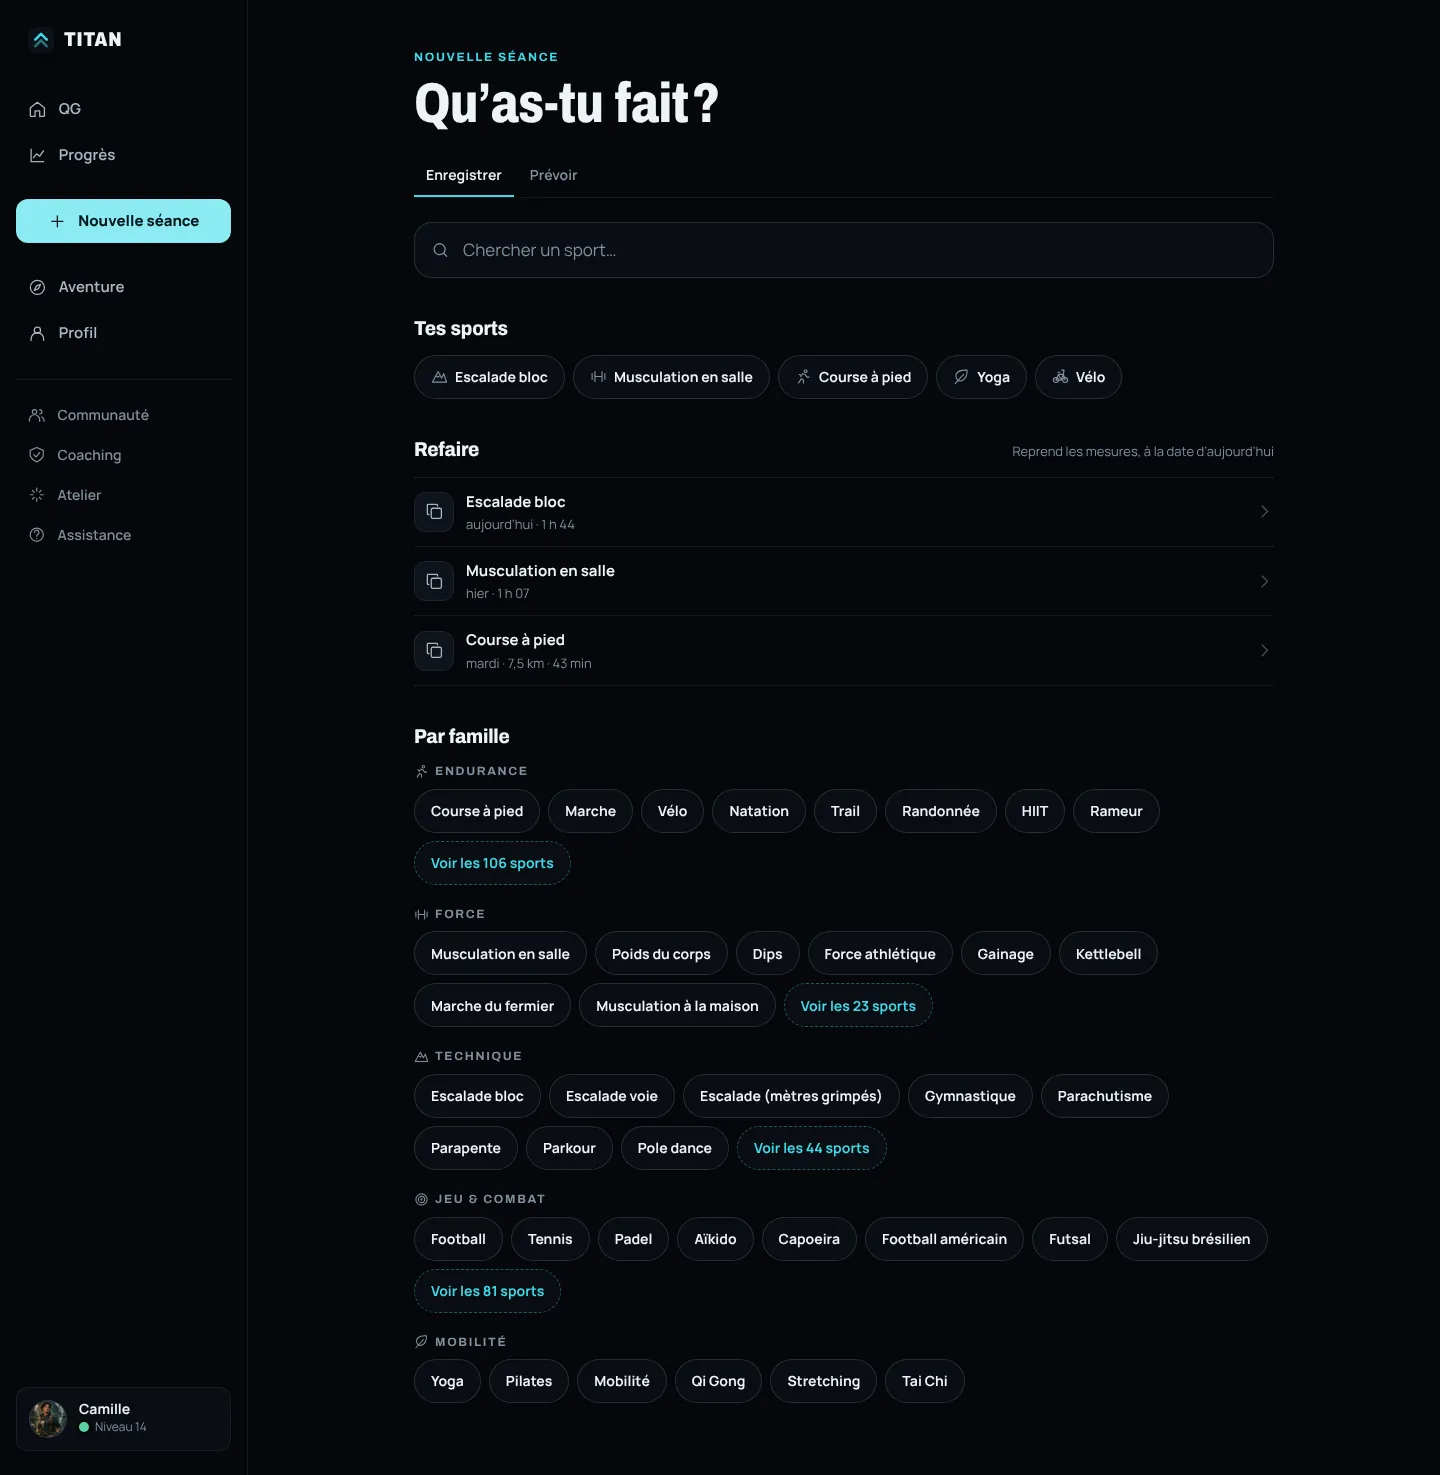 TITAN
QG
Progrès
Nouvelle séance
Aventure
Profil
Communauté
Coaching
Atelier
Assistance
Camille
Niveau 14
NOUVELLE SÉANCE
Qu’as-tu fait ?
Enregistrer
Prévoir
Chercher un sport…
Tes sports
Escalade bloc
Musculation en salle
Course à pied
Yoga
Vélo
Refaire
Reprend les mesures, à la date d’aujourd’hui
Escalade bloc
aujourd’hui · 1 h 44
Musculation en salle
hier · 1 h 07
Course à pied
mardi · 7,5 km · 43 min
Par famille
ENDURANCE
Course à pied
Marche
Vélo
Natation
Trail
Randonnée
HIIT
Rameur
Voir les 106 sports
FORCE
Musculation en salle
Poids du corps
Dips
Force athlétique
Gainage
Kettlebell
Marche du fermier
Musculation à la maison
Voir les 23 sports
TECHNIQUE
Escalade bloc
Escalade voie
Escalade (mètres grimpés)
Gymnastique
Parachutisme
Parapente
Parkour
Pole dance
Voir les 44 sports
JEU & COMBAT
Football
Tennis
Padel
Aïkido
Capoeira
Football américain
Futsal
Jiu-jitsu brésilien
Voir les 81 sports
MOBILITÉ
Yoga
Pilates
Mobilité
Qi Gong
Stretching
Tai Chi